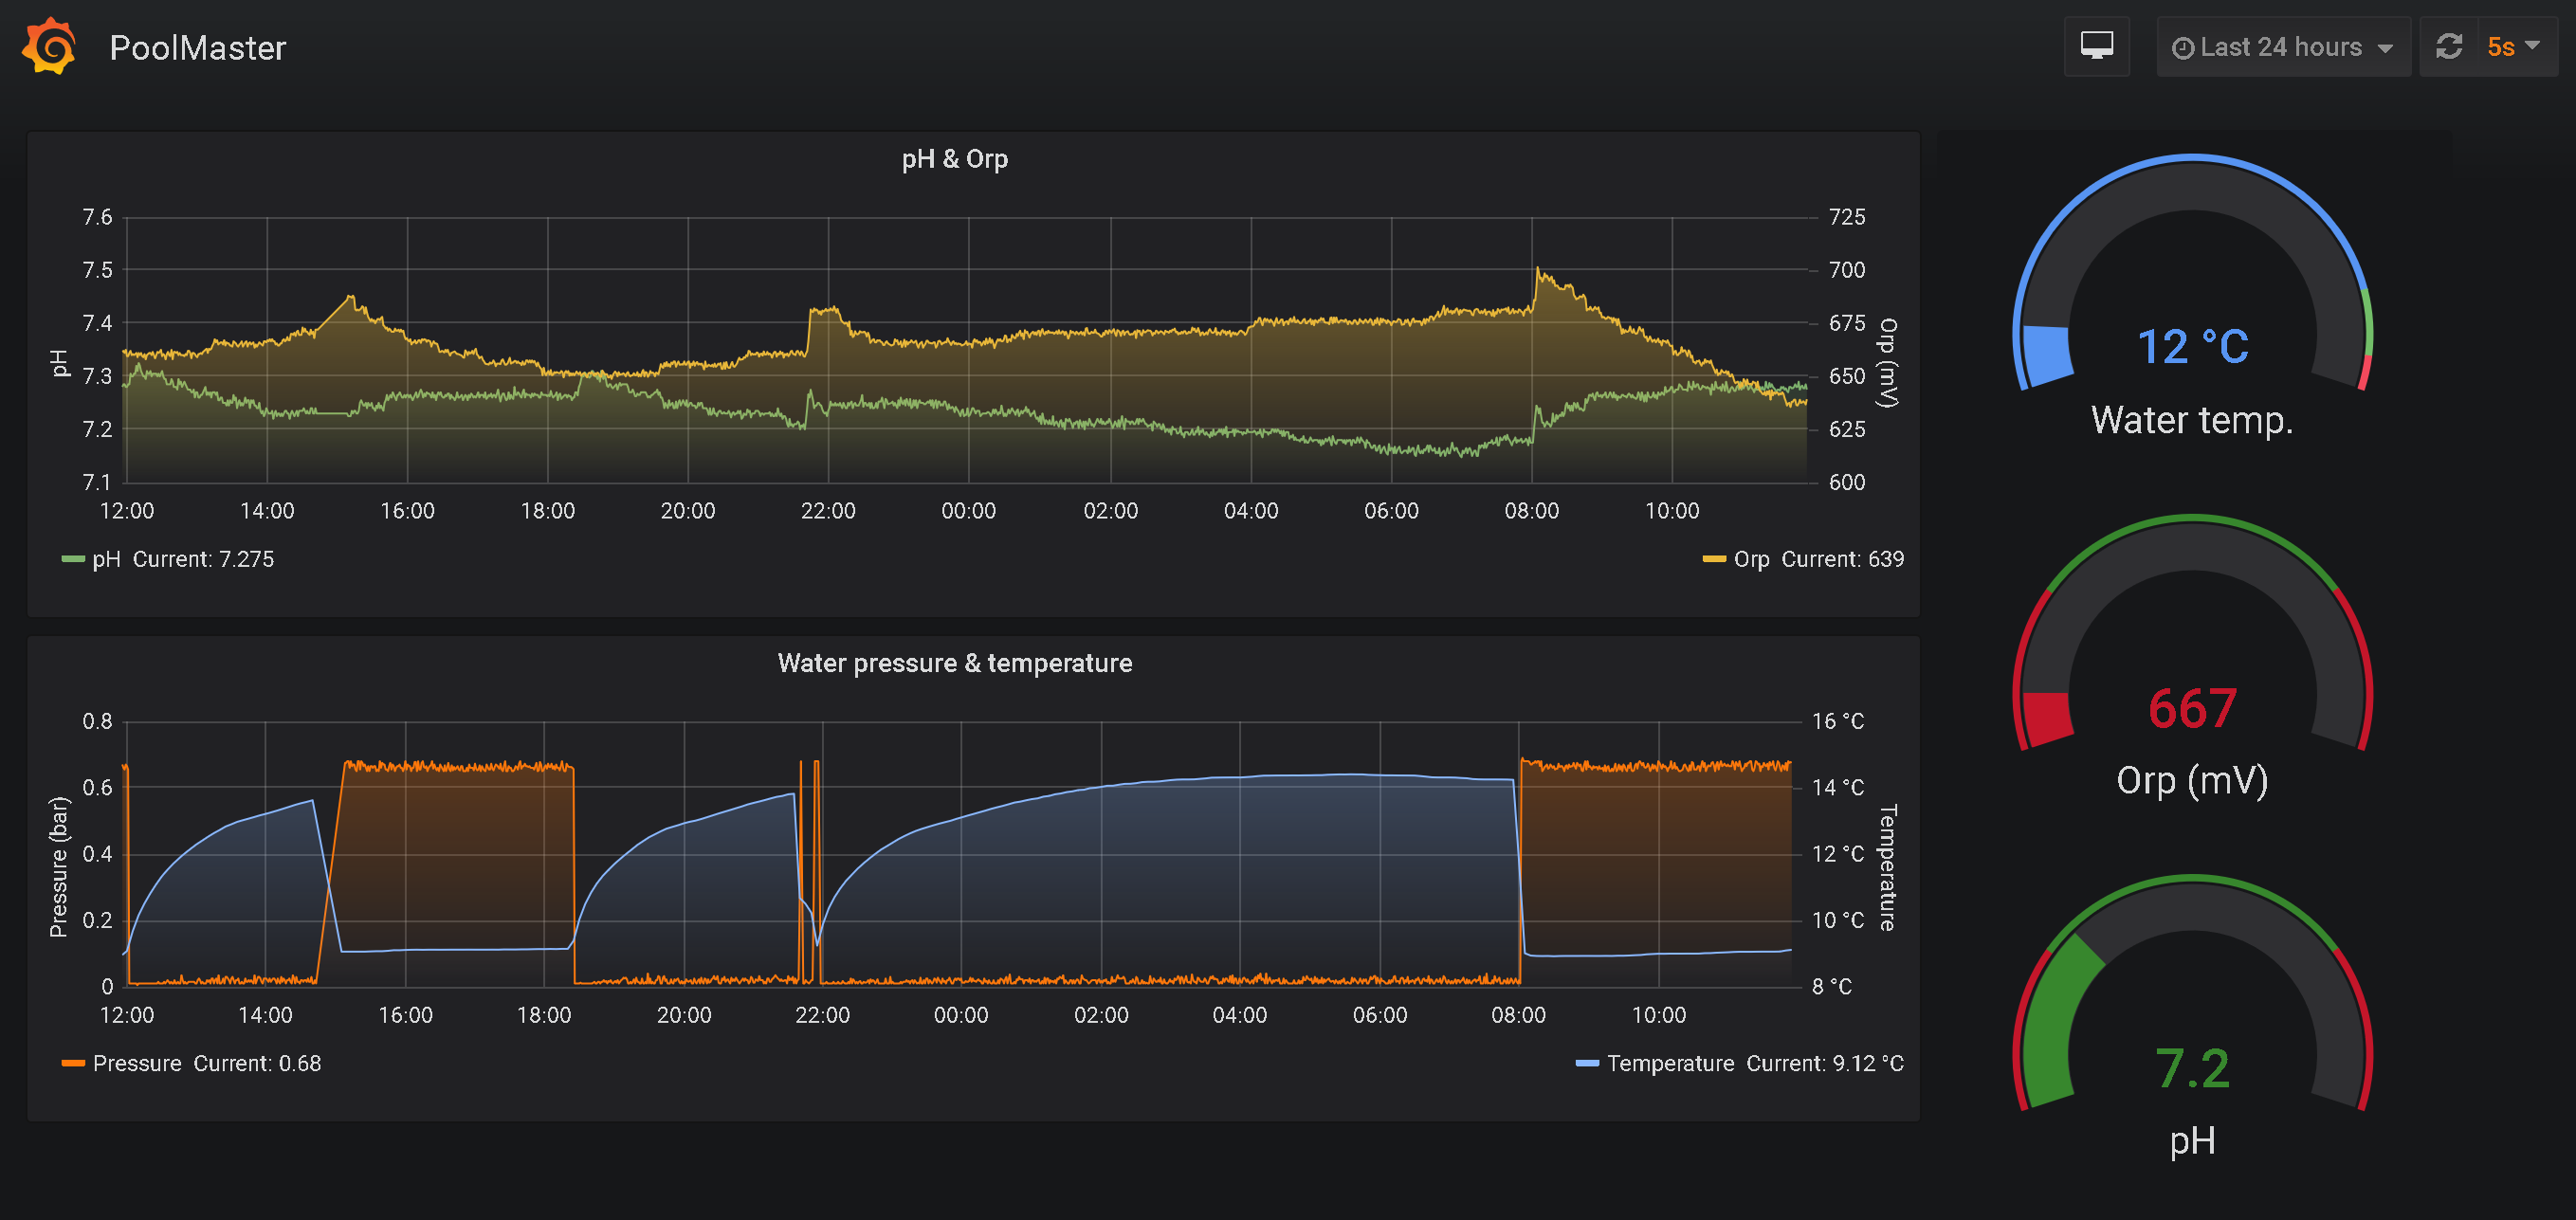 PoolMaster
Last 24 hours
5s
pH & Orp
7.6
7.5
7.4
7.3
7.2
7.1
pH
725
700
675
650
625
600
Orp (mV)
12:00 14:00 16:00 18:00 20:00 22:00 00:00 02:00 04:00 06:00 08:00 10:00
pH Current: 7.275
Orp Current: 639
Water pressure & temperature
0.8
0.6
0.4
0.2
0
Pressure (bar)
16 °C
14 °C
12 °C
10 °C
8 °C
Temperature
12:00 14:00 16:00 18:00 20:00 22:00 00:00 02:00 04:00 06:00 08:00 10:00
Pressure Current: 0.68
Temperature Current: 9.12 °C
12 °C
Water temp.
667
Orp (mV)
7.2
pH